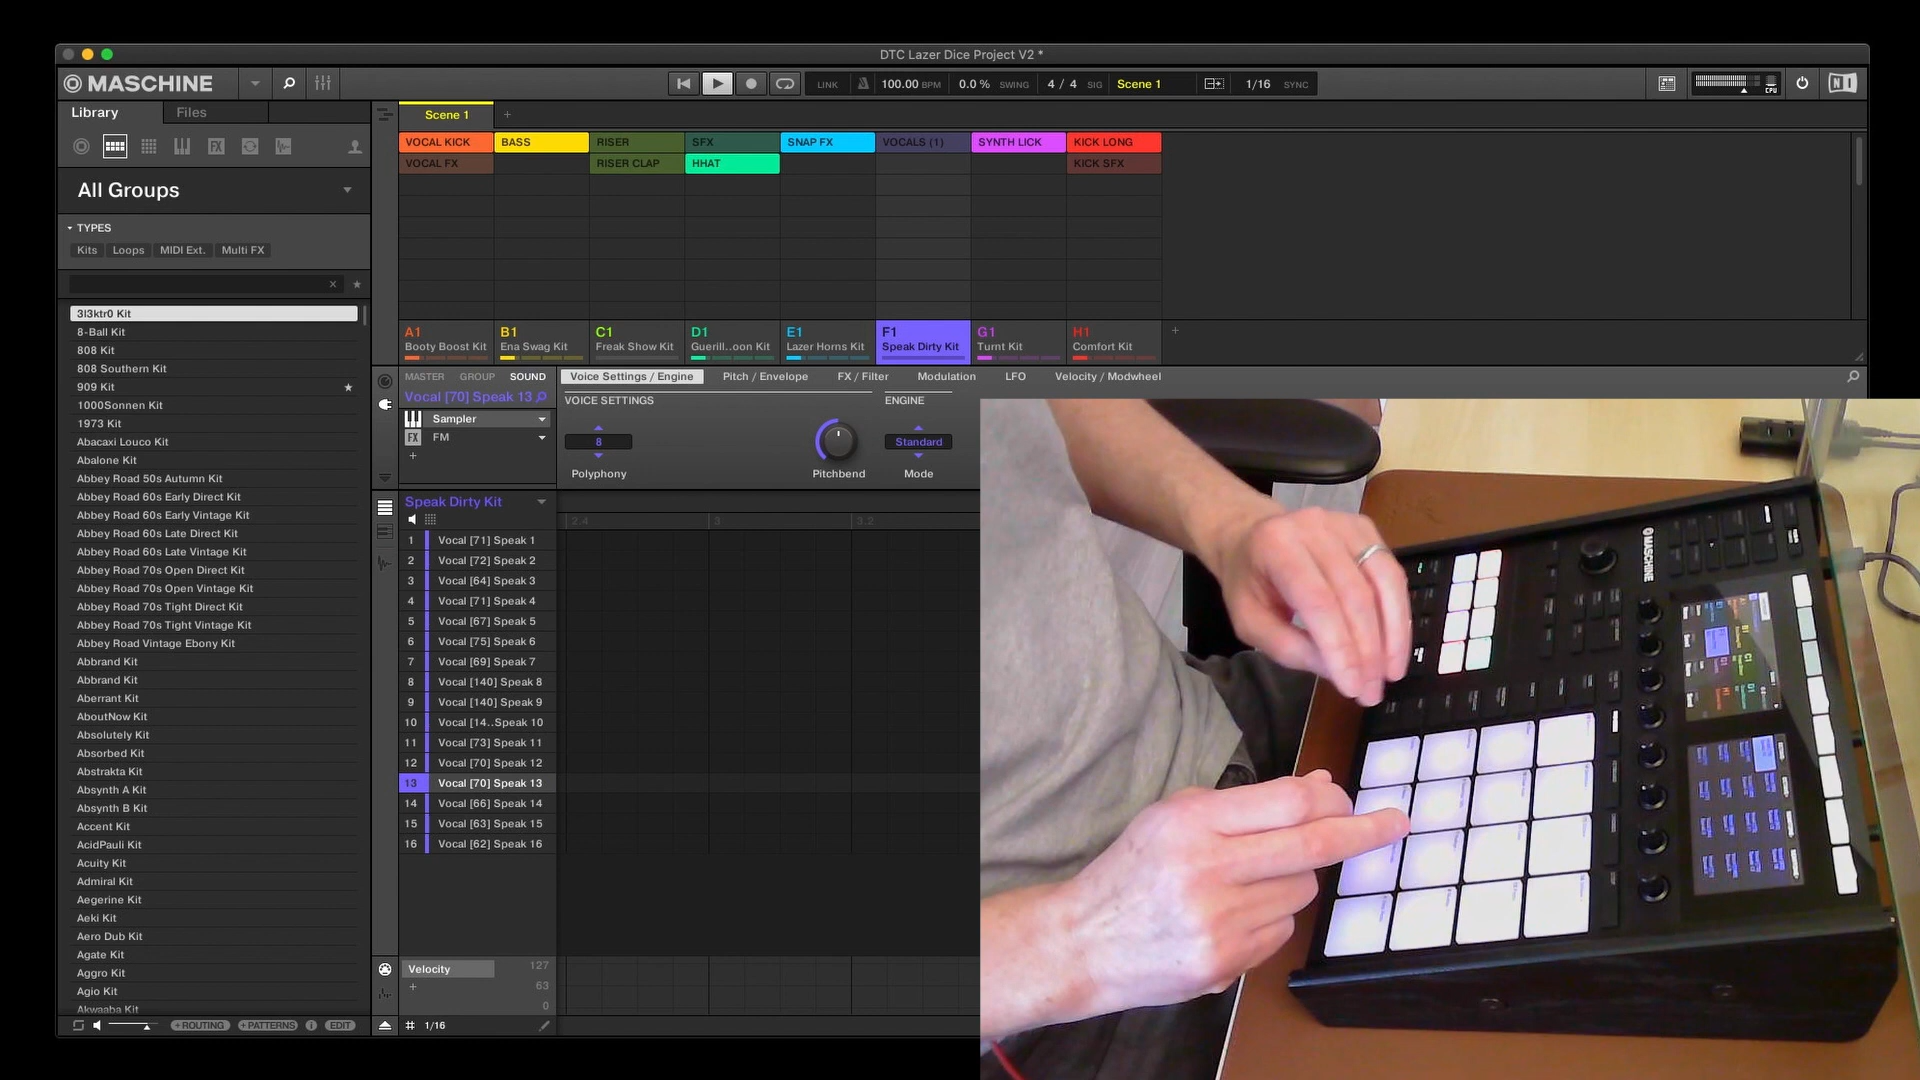 DTC Lazer Dice Project V2 *
MASCHINE
LINK 100.00 BPM 0.0 % SWING 4 / 4 SIG Scene 1 1/16 SYNC
CPU
Library Files
Scene 1 +
VOCAL KICK BASS RISER SFX SNAP FX VOCALS (1) SYNTH LICK KICK LONG
VOCAL FX RISER CLAP HHAT KICK SFX
All Groups
TYPES
Kits Loops MIDI Ext. Multi FX
3l3ktr0 Kit
8-Ball Kit
808 Kit
808 Southern Kit
909 Kit
1000Sonnen Kit
1973 Kit
Abacaxi Louco Kit
Abalone Kit
Abbey Road 50s Autumn Kit
Abbey Road 60s Early Direct Kit
Abbey Road 60s Early Vintage Kit
Abbey Road 60s Late Direct Kit
Abbey Road 60s Late Vintage Kit
Abbey Road 70s Open Direct Kit
Abbey Road 70s Open Vintage Kit
Abbey Road 70s Tight Direct Kit
Abbey Road 70s Tight Vintage Kit
Abbey Road Vintage Ebony Kit
Abbrand Kit
Abbrand Kit
Aberrant Kit
AboutNow Kit
Absolutely Kit
Absorbed Kit
Abstrakta Kit
Absynth A Kit
Absynth B Kit
Accent Kit
AcidPauli Kit
Acuity Kit
Admiral Kit
Aegerine Kit
Aeki Kit
Aero Dub Kit
Agate Kit
Aggro Kit
Agio Kit
Akwaaba Kit
+ROUTING +PATTERNS i EDIT
A1 B1 C1 D1 E1 F1 G1 H1 +
Booty Boost Kit Ena Swag Kit Freak Show Kit Guerill..oon Kit Lazer Horns Kit Speak Dirty Kit Turnt Kit Comfort Kit
MASTER GROUP SOUND
Voice Settings / Engine Pitch / Envelope FX / Filter Modulation LFO Velocity / Modwheel
Vocal [70] Speak 13
Sampler
FX FM
+
VOICE SETTINGS ENGINE
8 Standard
Polyphony Pitchbend Mode
Speak Dirty Kit
2.4 3 3.2
1 Vocal [71] Speak 1
2 Vocal [72] Speak 2
3 Vocal [64] Speak 3
4 Vocal [71] Speak 4
5 Vocal [67] Speak 5
6 Vocal [75] Speak 6
7 Vocal [69] Speak 7
8 Vocal [140] Speak 8
9 Vocal [140] Speak 9
10 Vocal [14..Speak 10
11 Vocal [73] Speak 11
12 Vocal [70] Speak 12
13 Vocal [70] Speak 13
14 Vocal [66] Speak 14
15 Vocal [63] Speak 15
16 Vocal [62] Speak 16
Velocity 127
+ 63
0
1/16
MASCHINE